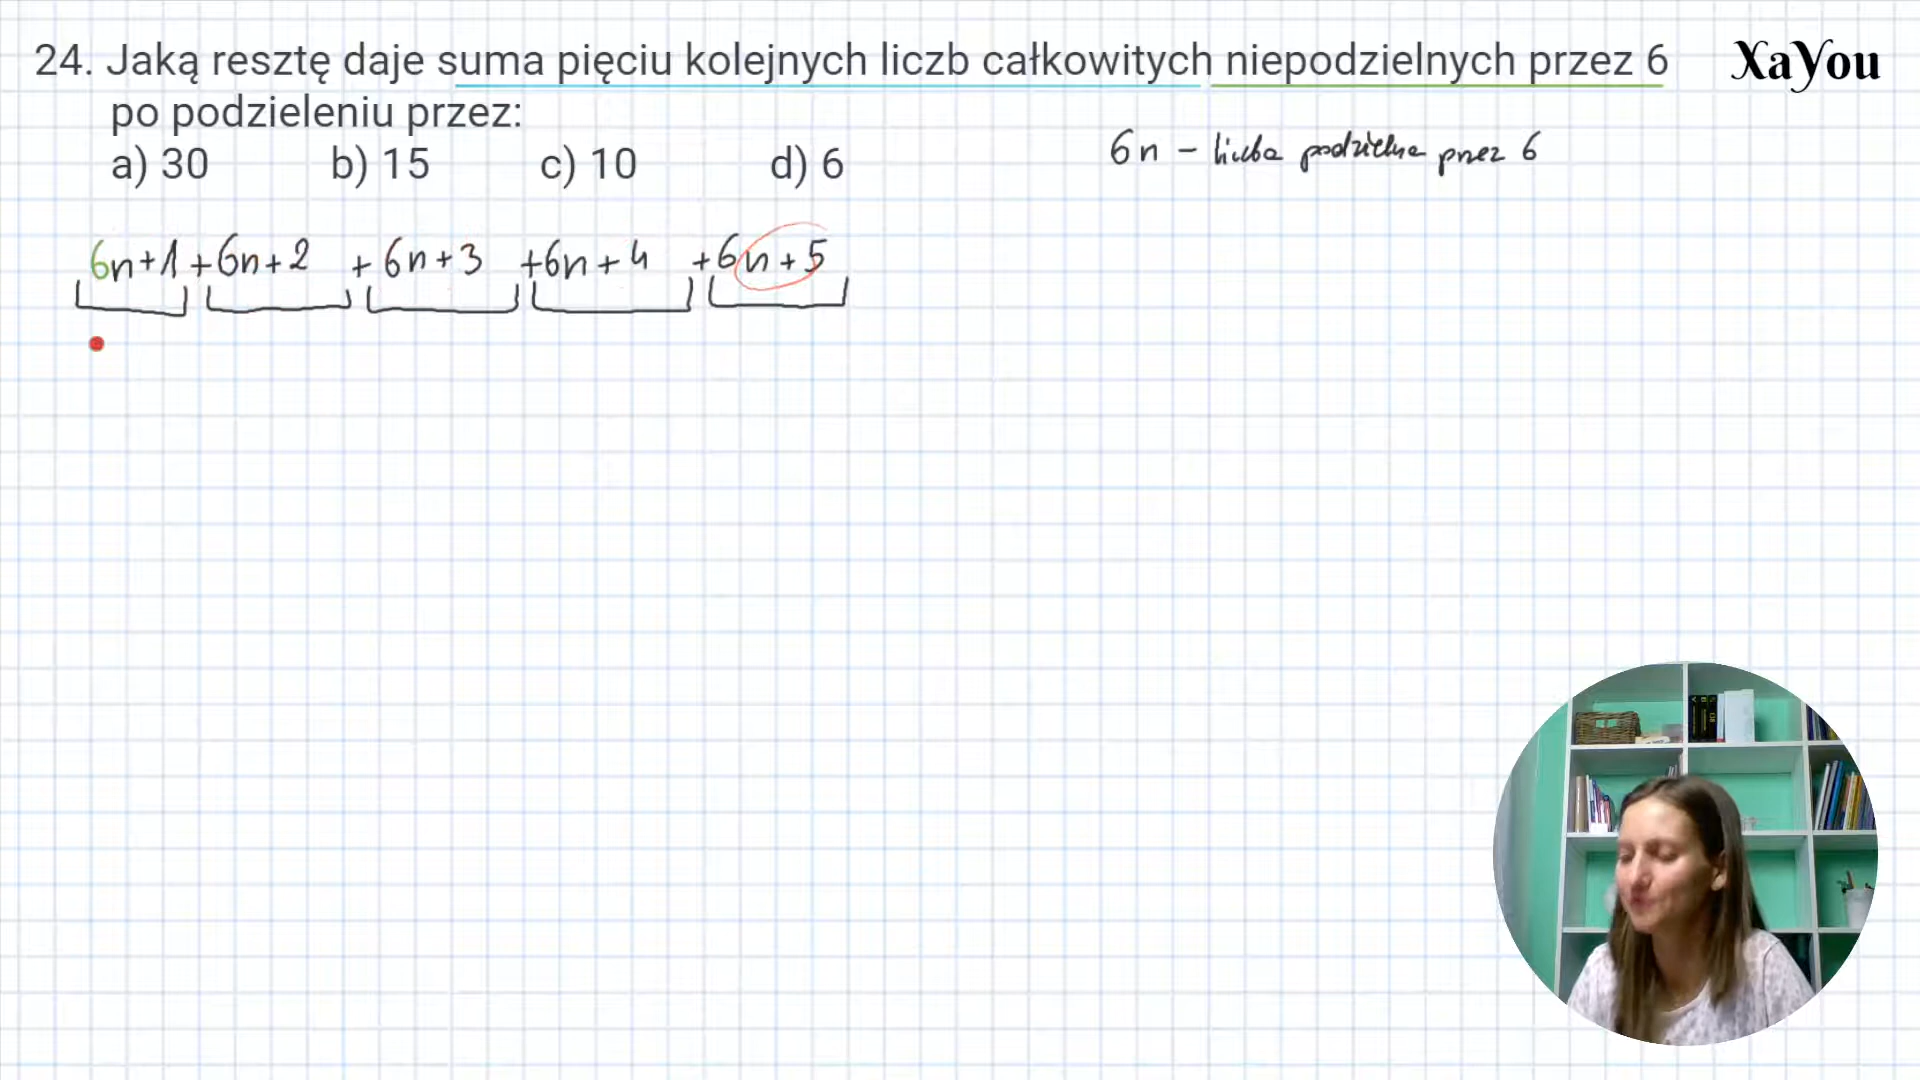 24. Jaką resztę daje suma pięciu kolejnych liczb całkowitych niepodzielnych przez 6
XaYou
po podzieleniu przez:
a) 30 b) 15 c) 10 d) 6
6n – liczba podzielna przez 6
6n+1 +6n+2 +6n+3 +6n+4 +6n+5